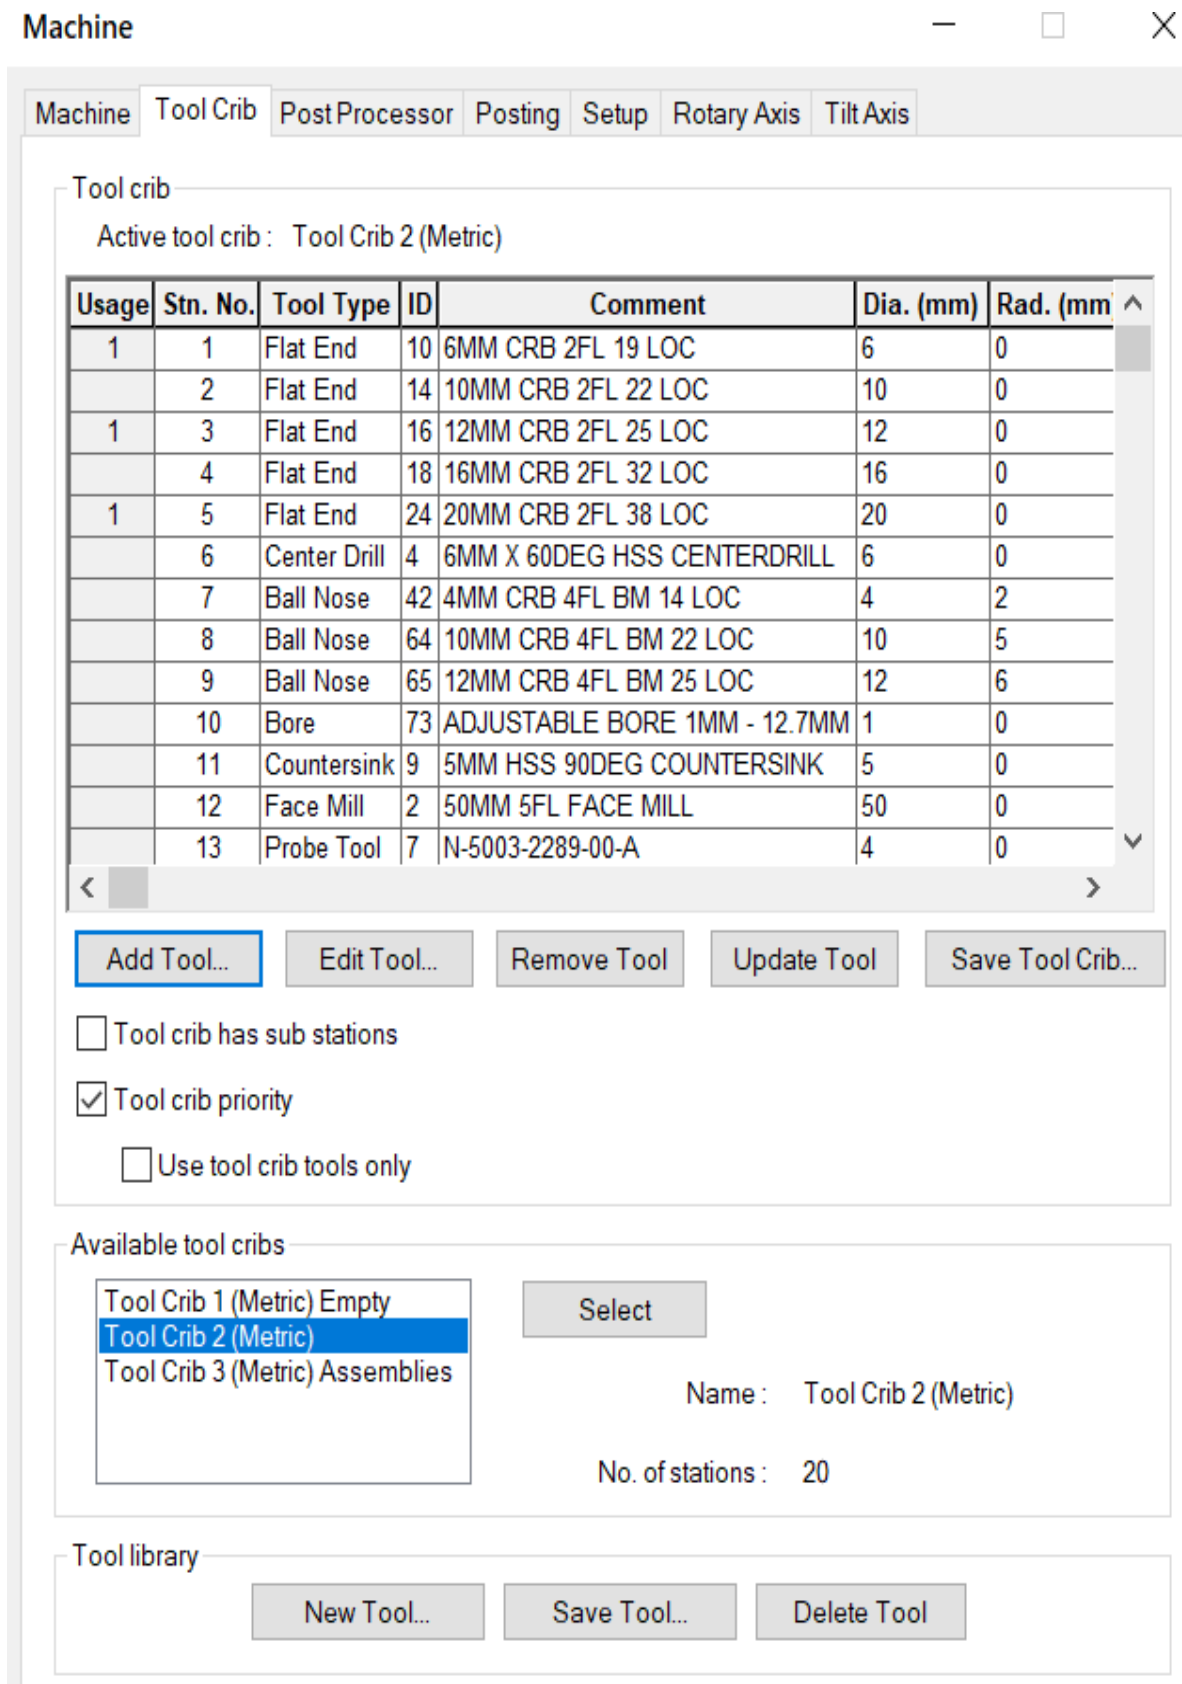 Machine
Machine Tool Crib Post Processor Posting Setup Rotary Axis Tilt Axis
Tool crib
Active tool crib : Tool Crib 2 (Metric)
Usage Stn. No. Tool Type ID Comment Dia. (mm) Rad. (mm)
1 1 Flat End 10 6MM CRB 2FL 19 LOC 6 0
2 Flat End 14 10MM CRB 2FL 22 LOC 10 0
1 3 Flat End 16 12MM CRB 2FL 25 LOC 12 0
4 Flat End 18 16MM CRB 2FL 32 LOC 16 0
1 5 Flat End 24 20MM CRB 2FL 38 LOC 20 0
6 Center Drill 4 6MM X 60DEG HSS CENTERDRILL 6 0
7 Ball Nose 42 4MM CRB 4FL BM 14 LOC 4 2
8 Ball Nose 64 10MM CRB 4FL BM 22 LOC 10 5
9 Ball Nose 65 12MM CRB 4FL BM 25 LOC 12 6
10 Bore 73 ADJUSTABLE BORE 1MM - 12.7MM 1 0
11 Countersink 9 5MM HSS 90DEG COUNTERSINK 5 0
12 Face Mill 2 50MM 5FL FACE MILL 50 0
13 Probe Tool 7 N-5003-2289-00-A 4 0
Add Tool... Edit Tool... Remove Tool Update Tool Save Tool Crib...
Tool crib has sub stations
Tool crib priority
Use tool crib tools only
Available tool cribs
Tool Crib 1 (Metric) Empty
Tool Crib 2 (Metric)
Tool Crib 3 (Metric) Assemblies
Select
Name : Tool Crib 2 (Metric)
No. of stations : 20
Tool library
New Tool... Save Tool... Delete Tool